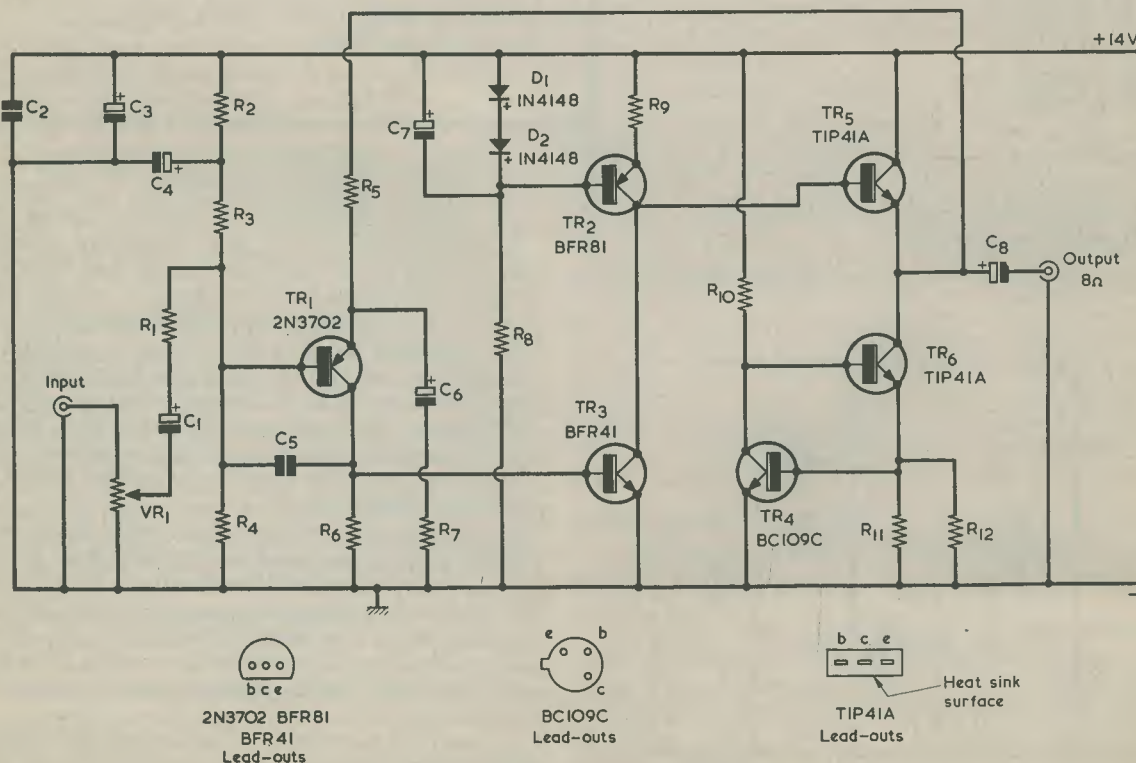 +14V
C2
C3
R2
C4
R3
R1
Input
C1
VR1
R4
TR1
2N3702
C5
R6
R5
C6
R7
C7
D1
1N4148
D2
1N4148
R8
R9
TR2
BFR81
TR3
BFR41
R10
TR4
BC109C
TR5
TIP41A
TR6
TIP41A
C8
Output
8Ω
R11
R12
b c e
2N3702 BFR81
BFR41
Lead-outs
e b
c
BC109C
Lead-outs
b c e
Heat sink
surface
TIP41A
Lead-outs